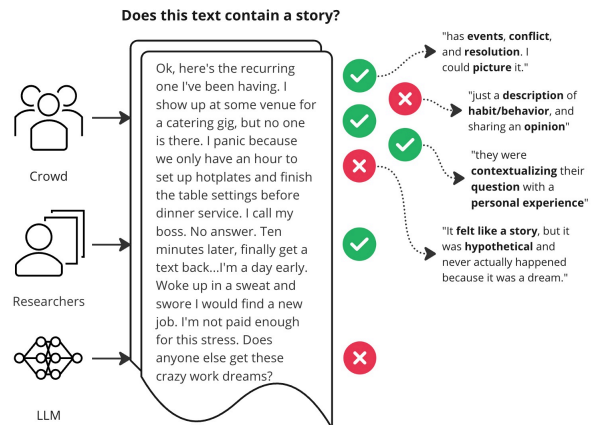 Does this text contain a story?
Crowd
Researchers
LLM
Ok, here's the recurring
one I've been having. I
show up at some venue for
a catering gig, but no one
is there. I panic because
we only have an hour to
set up hotplates and finish
the table settings before
dinner service. I call my
boss. No answer. Ten
minutes later, finally get a
text back...I'm a day early.
Woke up in a sweat and
swore I would find a new
job. I'm not paid enough
for this stress. Does
anyone else get these
crazy work dreams?
"has events, conflict,
and resolution. I
could picture it."
"just a description of
habit/behavior, and
sharing an opinion"
"they were
contextualizing their
question with a
personal experience"
"It felt like a story, but it
was hypothetical and
never actually happened
because it was a dream."